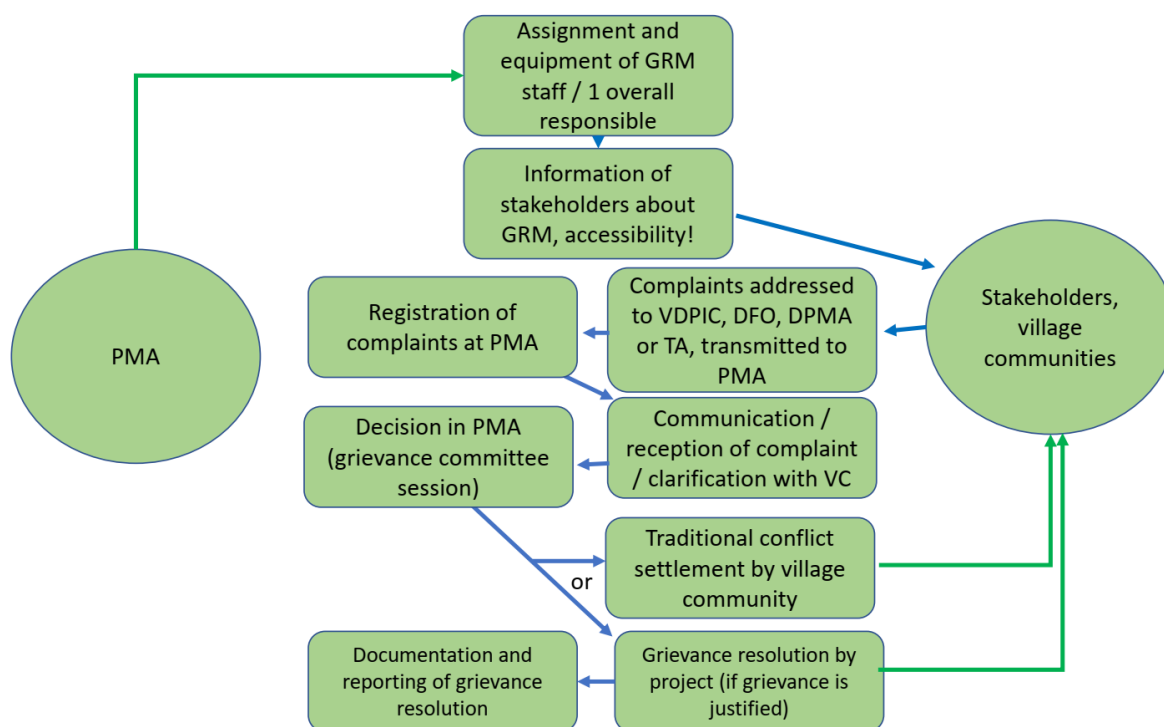 Assignment and
equipment of GRM
staff / 1 overall
responsible
Information of
stakeholders about
GRM, accessibility!
PMA
Stakeholders,
village
communities
Complaints addressed
to VDPIC, DFO, DPMA
or TA, transmitted to
PMA
Registration of
complaints at PMA
Communication /
reception of complaint
/ clarification with VC
Decision in PMA
(grievance committee
session)
Traditional conflict
settlement by village
community
or
Grievance resolution by
project (if grievance is
justified)
Documentation and
reporting of grievance
resolution